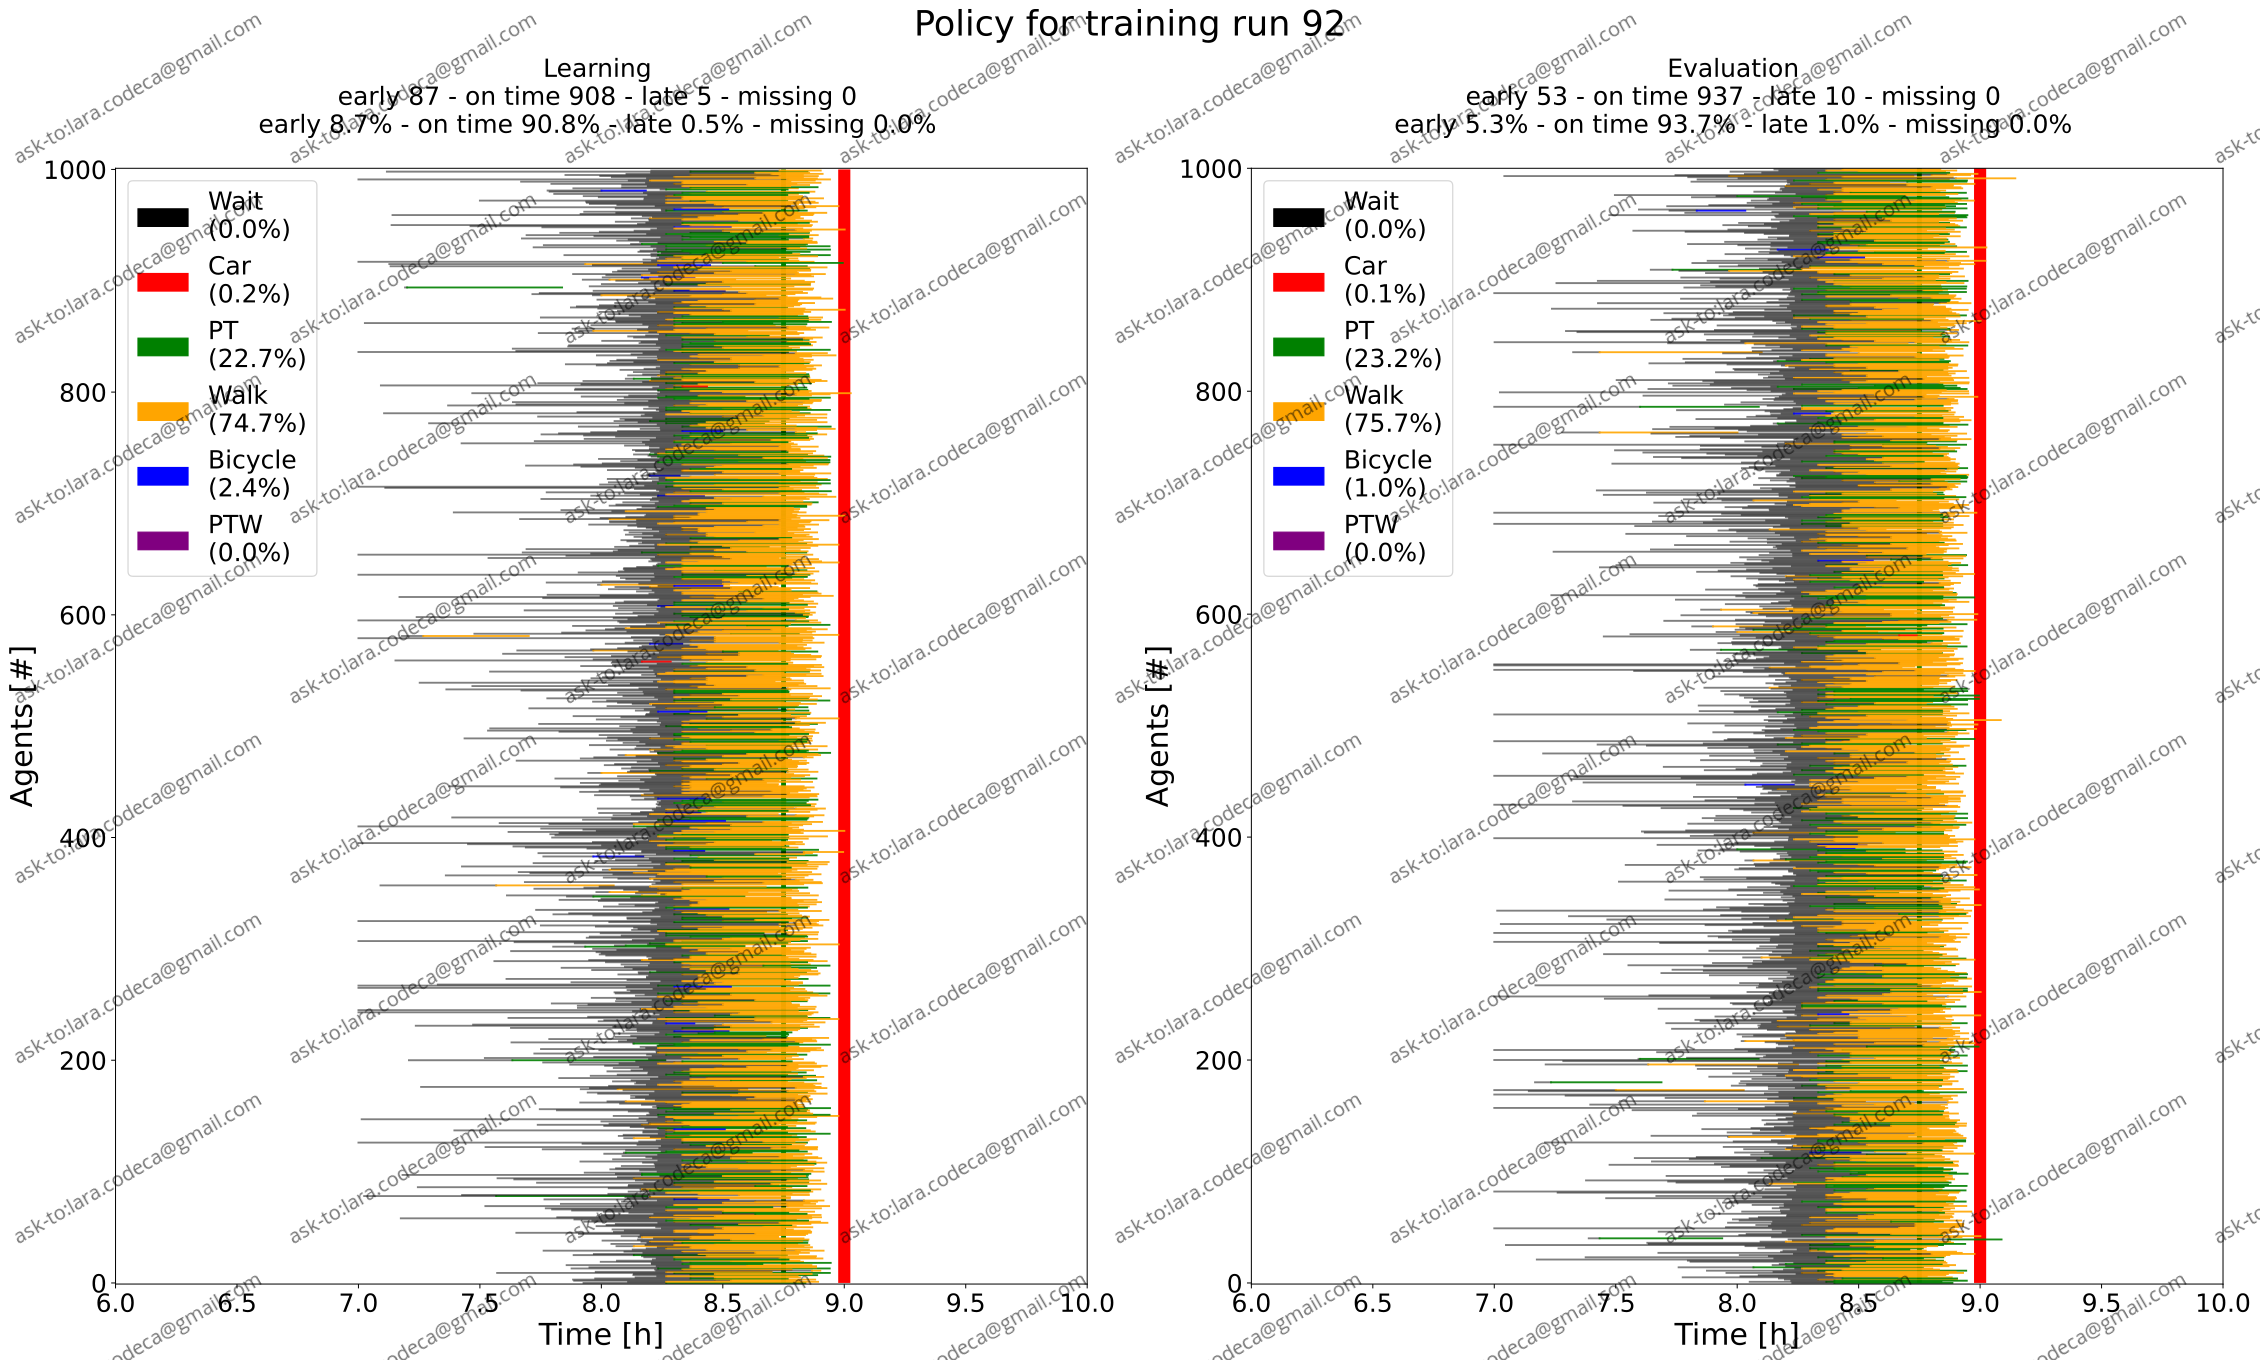 Policy for training run 92
Learning
early 87 - on time 908 - late 5 - missing 0
early 8.7% - on time 90.8% - late 0.5% - missing 0.0%
Wait
(0.0%)
Car
(0.2%)
PT
(22.7%)
Walk
(74.7%)
Bicycle
(2.4%)
PTW
(0.0%)
1000
800
600
400
200
0
Agents [#]
6.0 6.5 7.0 7.5 8.0 8.5 9.0 9.5 10.0
Time [h]
Evaluation
early 53 - on time 937 - late 10 - missing 0
early 5.3% - on time 93.7% - late 1.0% - missing 0.0%
Wait
(0.0%)
Car
(0.1%)
PT
(23.2%)
Walk
(75.7%)
Bicycle
(1.0%)
PTW
(0.0%)
1000
800
600
400
200
0
Agents [#]
6.0 6.5 7.0 7.5 8.0 8.5 9.0 9.5 10.0
Time [h]
ask-to:lara.codeca@gmail.com